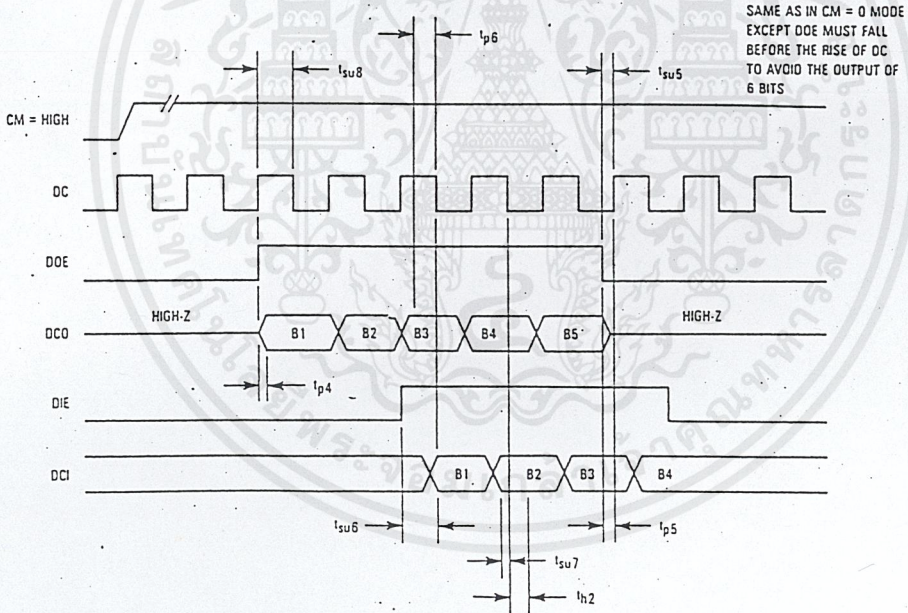 SAME AS IN CM = 0 MODE
EXCEPT DOE MUST FALL
BEFORE THE RISE OF DC
TO AVOID THE OUTPUT OF
6 BITS
tp6
tsu8
tsu5
CM = HIGH
DC
DOE
HIGH-Z
HIGH-Z
DCO
B1 B2 B3 B4 B5
tp4
DIE
DCI
B1 B2 B3 B4
tsu6
tp5
tsu7
th2